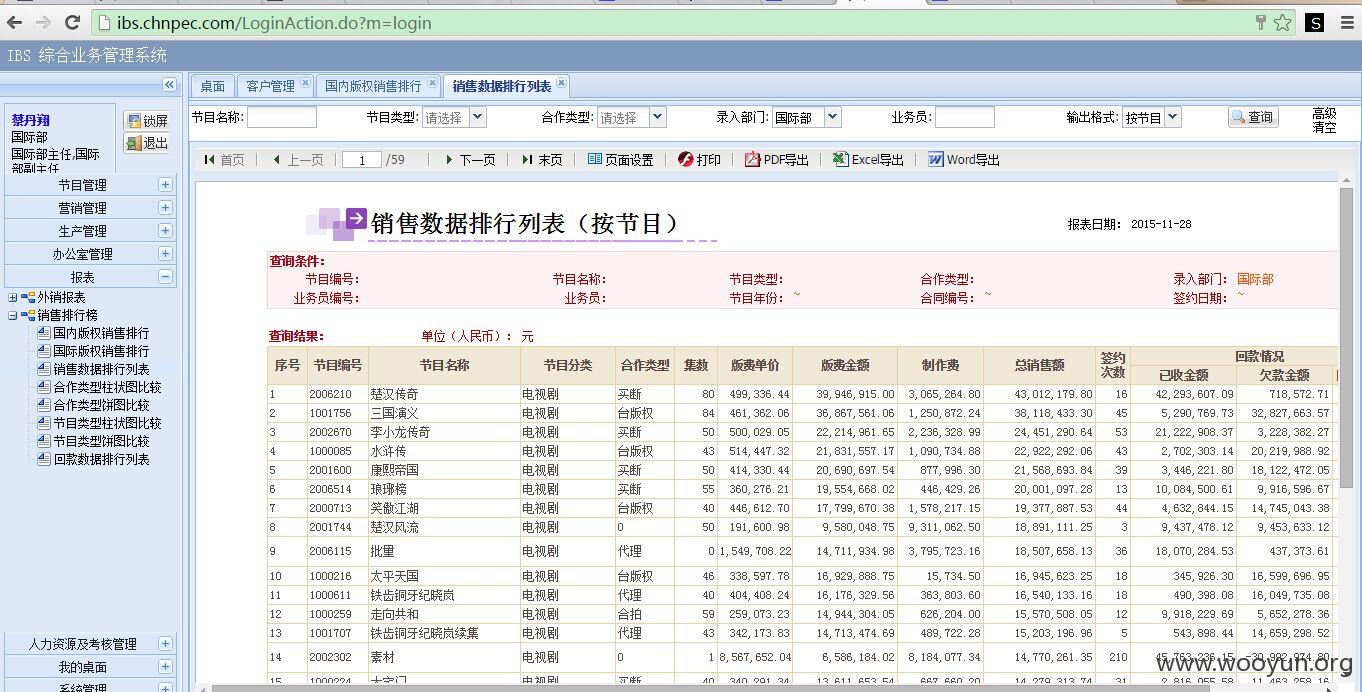 ibs.chnpec.com/LoginAction.do?m=login
IBS 综合业务管理系统
桌面 客户管理 国内版权销售排行 销售数据排行列表
蔡丹翔
国际部
国际部主任,国际
部副主任
锁屏
退出
节目管理
营销管理
生产管理
办公室管理
报表
外销报表
销售排行榜
国内版权销售排行
国际版权销售排行
销售数据排行列表
合作类型柱状图比较
合作类型饼图比较
节目类型柱状图比较
节目类型饼图比较
回款数据排行列表
人力资源及考核管理
我的桌面
系统管理
节目名称: 节目类型: 请选择 合作类型: 请选择 录入部门: 国际部 业务员: 输出格式: 按节目 查询 高级
清空
首页 上一页 1 /59 下一页 末页 页面设置 打印 PDF导出 Excel导出 Word导出
销售数据排行列表（按节目）
报表日期： 2015-11-28
查询条件：
节目编号： 节目名称： 节目类型： 合作类型： 录入部门： 国际部
业务员编号： 业务员： 节目年份： ~ 合同编号： ~ 签约日期： ~
查询结果： 单位（人民币）： 元
序号 节目编号 节目名称 节目分类 合作类型 集数 版费单价 版费金额 制作费 总销售额 签约次数 回款情况
已收金额 欠款金额
1 2006210 楚汉传奇 电视剧 买断 80 499,336.44 39,946,915.00 3,065,264.80 43,012,179.80 16 42,293,607.09 718,572.71
2 1001756 三国演义 电视剧 台版权 84 461,362.06 36,867,561.06 1,250,872.24 38,118,433.30 45 5,290,769.73 32,827,663.57
3 2002670 李小龙传奇 电视剧 买断 50 500,029.05 22,214,961.65 2,236,328.99 24,451,290.64 53 21,222,908.37 3,228,382.27
4 1000085 水浒传 电视剧 台版权 43 514,447.32 21,831,557.17 1,090,734.88 22,922,292.06 43 2,702,303.14 20,219,988.92
5 2001600 康熙帝国 电视剧 买断 50 414,330.44 20,690,697.54 877,996.30 21,568,693.84 39 3,446,221.80 18,122,472.05
6 2006514 琅琊榜 电视剧 买断 55 360,276.21 19,554,668.02 446,429.26 20,001,097.28 13 10,084,500.61 9,916,596.67
7 2000713 笑傲江湖 电视剧 台版权 40 446,612.70 17,799,670.38 1,578,217.15 19,377,887.53 44 4,632,844.15 14,745,043.38
8 2001744 楚汉风流 电视剧 0 50 191,600.98 9,580,048.75 9,311,062.50 18,891,111.25 3 9,437,478.12 9,453,633.12
9 2006115 批量 电视剧 代理 0 1,549,708.22 14,711,934.98 3,795,723.16 18,507,658.13 36 18,070,284.53 437,373.61
10 1000216 太平天国 电视剧 台版权 46 338,597.78 16,929,888.75 15,734.50 16,945,623.25 18 345,926.30 16,599,696.95
11 1000611 铁齿铜牙纪晓岚 电视剧 代理 40 404,408.24 16,176,329.56 363,803.60 16,540,133.16 18 490,398.08 16,049,735.08
12 1000259 走向共和 电视剧 合拍 59 259,073.23 14,944,304.05 626,204.00 15,570,508.05 12 9,918,229.69 5,652,278.36
13 1001707 铁齿铜牙纪晓岚续集 电视剧 代理 43 342,173.83 14,713,474.69 489,722.28 15,203,196.96 5 543,898.44 14,659,298.52
14 2002302 素材 电视剧 0 1 8,567,652.04 6,586,184.02 8,184,077.34 14,770,261.35 210 45,763,236.15
15 1000224 电视剧 买断 40
www.wooyun.org